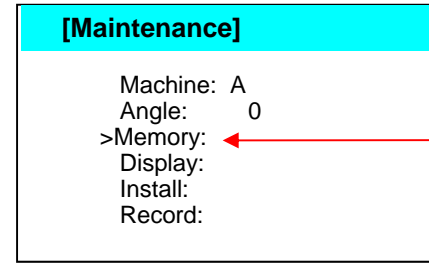 [Maintenance]
Machine: A
Angle: 0
>Memory:
Display:
Install:
Record: